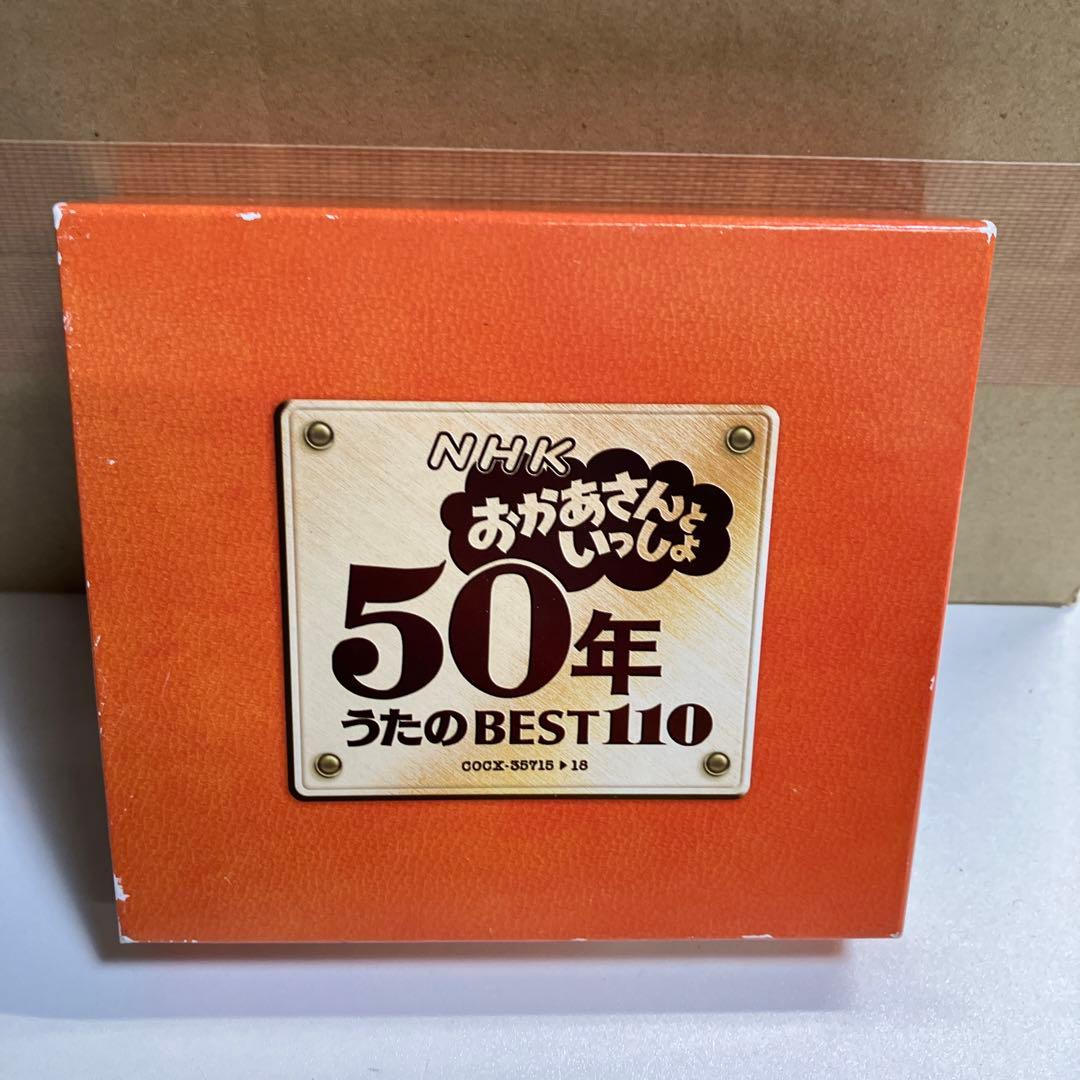 NHK
おかあさんと
いっしょ
50年
うたのBEST110
COCX-35715▶18